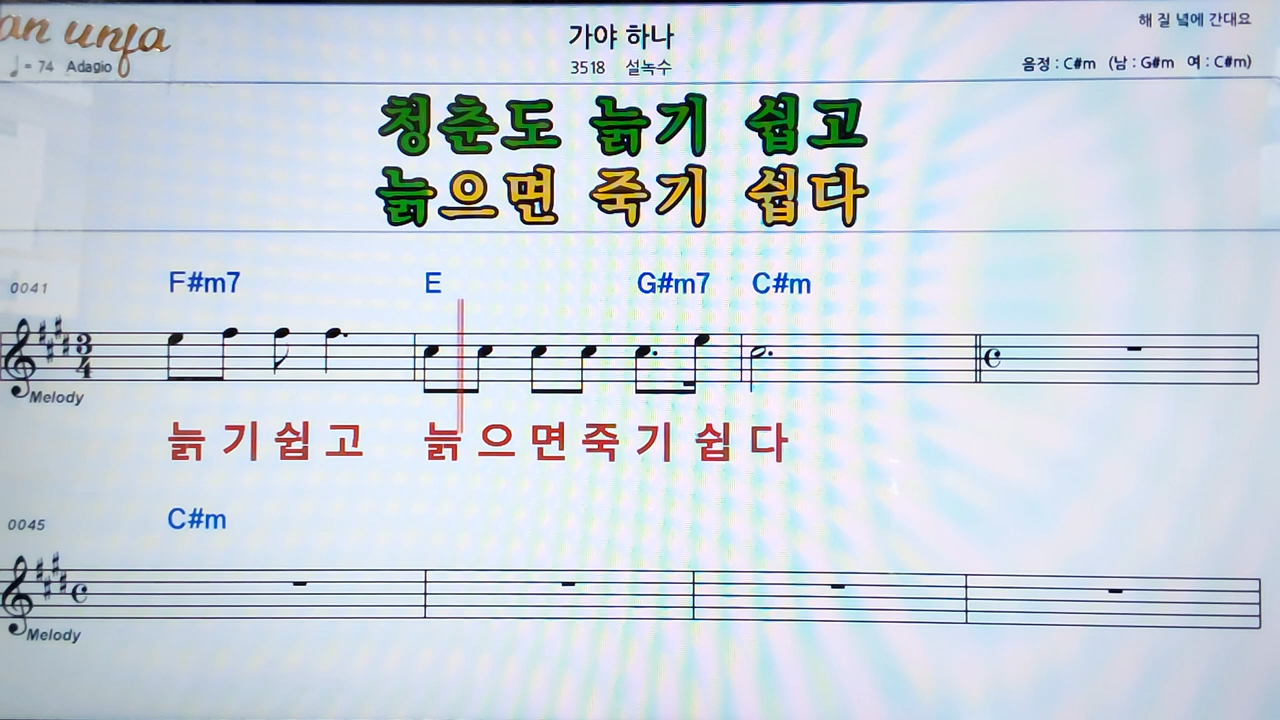 가야 하나
해 질 녘에 간대요
♩= 74 Adagio
3518 설녹수
음정 : C#m (남 : G#m 여 : C#m)
청춘도 늙기 쉽고
늙으면 죽기 쉽다
0041 F#m7 E G#m7 C#m
3
4
Melody
늙 기 쉽 고 늙 으 면 죽 기 쉽 다
0045 C#m
Melody